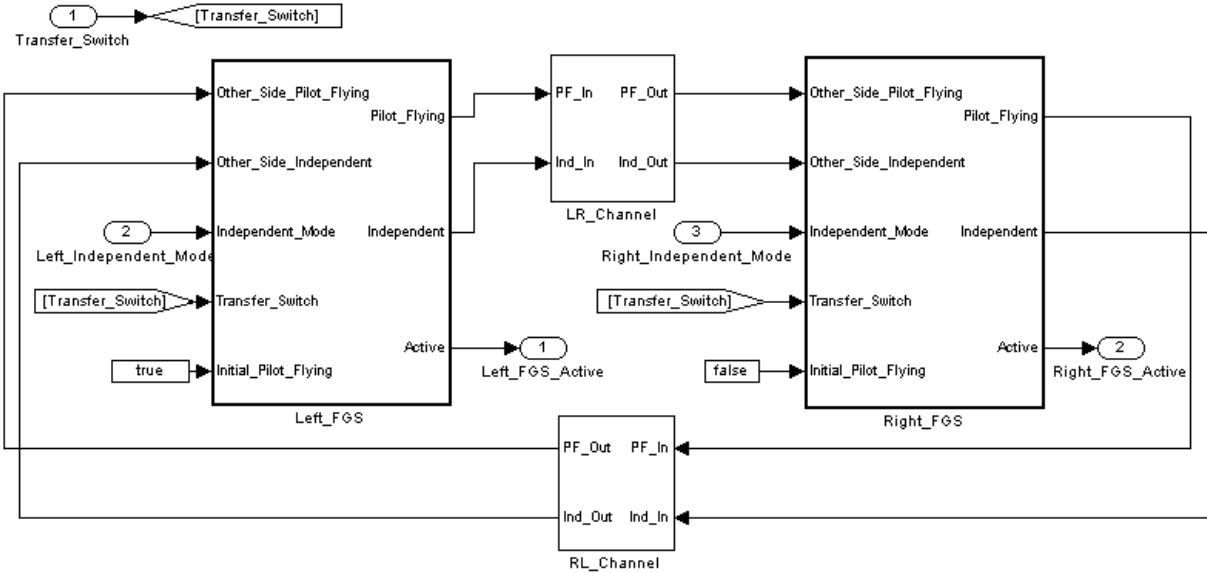 1
[Transfer_Switch]
Transfer_Switch
Other_Side_Pilot_Flying
Pilot_Flying
Other_Side_Independent
2
Independent_Mode
Independent
Left_Independent_Mode
[Transfer_Switch]
Transfer_Switch
Active
1
Left_FGS_Active
true
Initial_Pilot_Flying
Left_FGS
PF_In
PF_Out
Ind_In
Ind_Out
LR_Channel
Other_Side_Pilot_Flying
Pilot_Flying
Other_Side_Independent
3
Independent_Mode
Independent
Right_Independent_Mode
[Transfer_Switch]
Transfer_Switch
Active
2
Right_FGS_Active
false
Initial_Pilot_Flying
Right_FGS
PF_Out
PF_In
Ind_Out
Ind_In
RL_Channel